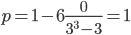 p = 1 - 6 \frac{0}{3^3 - 3} = 1